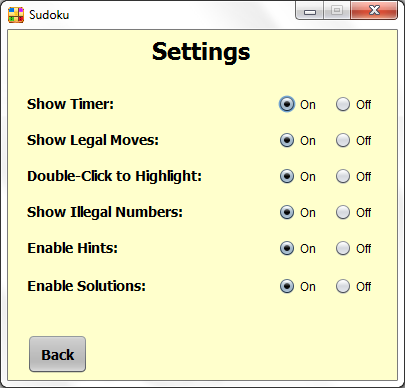 Sudoku
Settings
Show Timer: On Off
Show Legal Moves: On Off
Double-Click to Highlight: On Off
Show Illegal Numbers: On Off
Enable Hints: On Off
Enable Solutions: On Off
Back